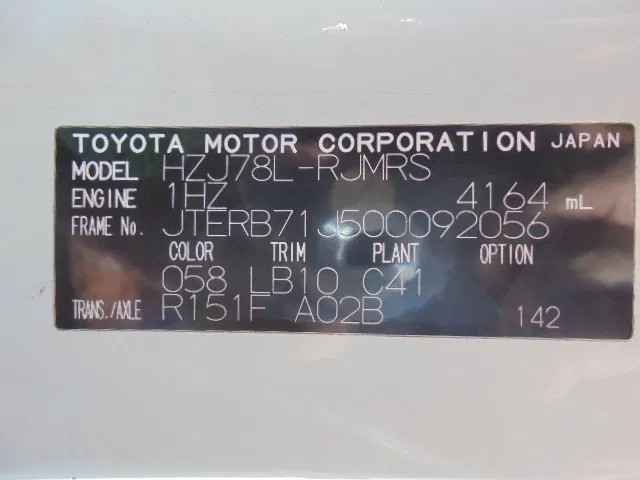 TOYOTA MOTOR CORPORATION JAPAN
MODEL HZJ78L-RJMRS
ENGINE 1HZ 4164 mL
FRAME No. JTERB71J500092056
COLOR TRIM PLANT OPTION
058 LB10 C41
TRANS./AXLE R151F A02B 142